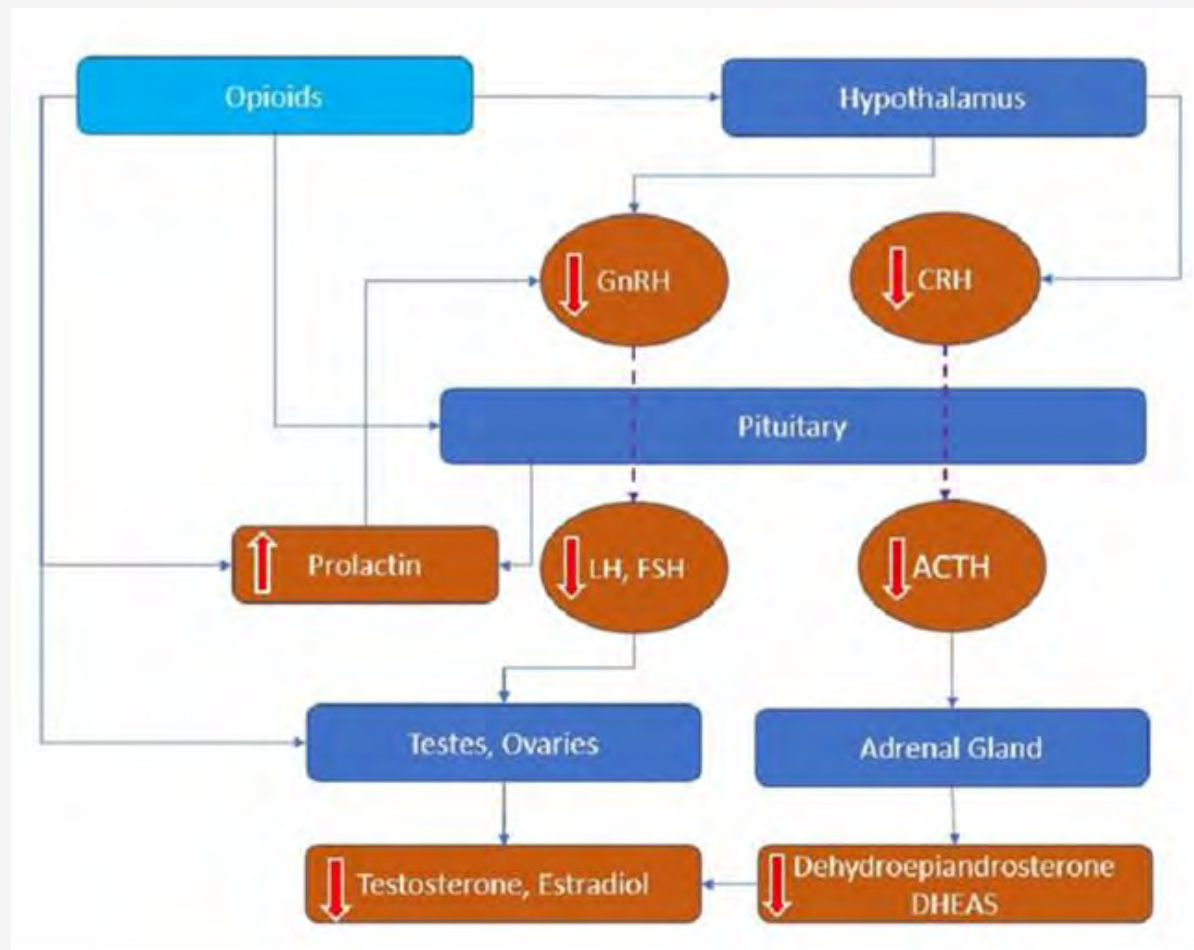 Opioids
Hypothalamus
GnRH
CRH
Pituitary
Prolactin
LH, FSH
ACTH
Testes, Ovaries
Adrenal Gland
Testosterone, Estradiol
Dehydroepiandrosterone
DHEAS